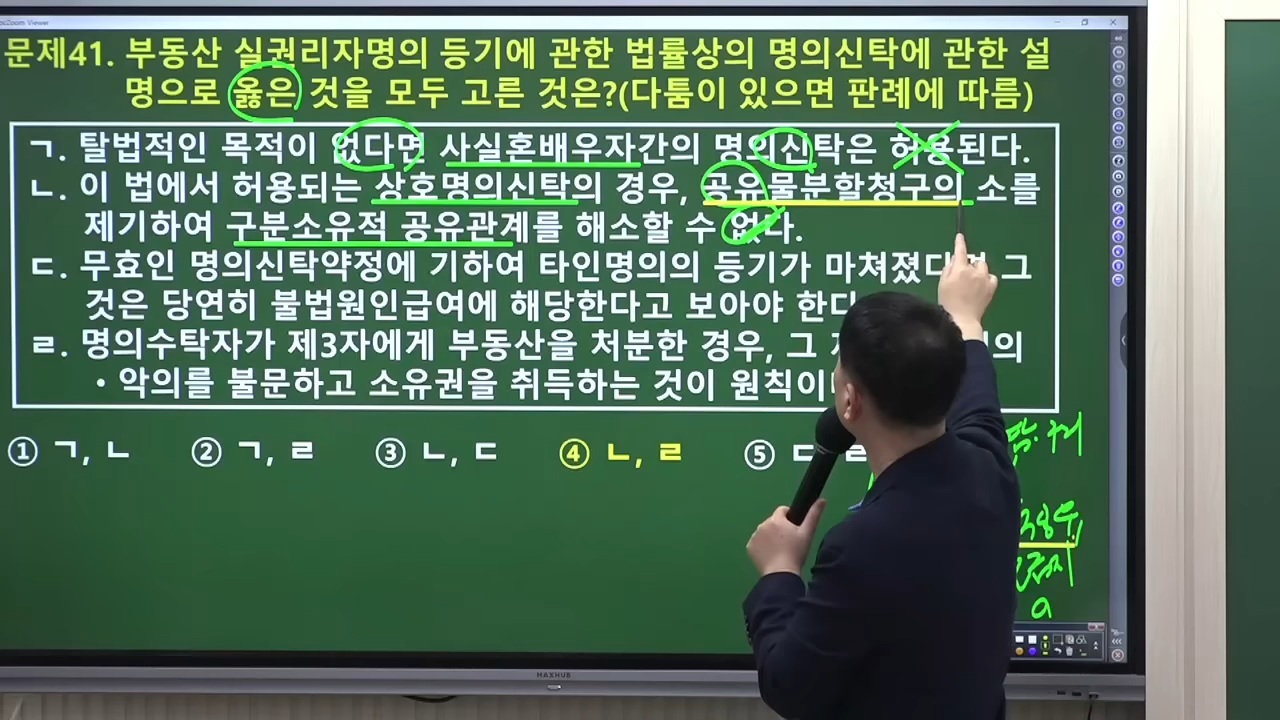 문제41. 부동산 실권리자명의 등기에 관한 법률상의 명의신탁에 관한 설
명으로 옳은 것을 모두 고른 것은?(다툼이 있으면 판례에 따름)
ㄱ. 탈법적인 목적이 없다면 사실혼배우자간의 명의신탁은 허용된다.
ㄴ. 이 법에서 허용되는 상호명의신탁의 경우, 공유물분할청구의 소를
제기하여 구분소유적 공유관계를 해소할 수 없다.
ㄷ. 무효인 명의신탁약정에 기하여 타인명의의 등기가 마쳐졌다면 그
것은 당연히 불법원인급여에 해당한다고 보아야 한다
ㄹ. 명의수탁자가 제3자에게 부동산을 처분한 경우, 그
· 악의를 불문하고 소유권을 취득하는 것이 원칙이
① ㄱ, ㄴ ② ㄱ, ㄹ ③ ㄴ, ㄷ ④ ㄴ, ㄹ ⑤ ㄷ
MAXHUB